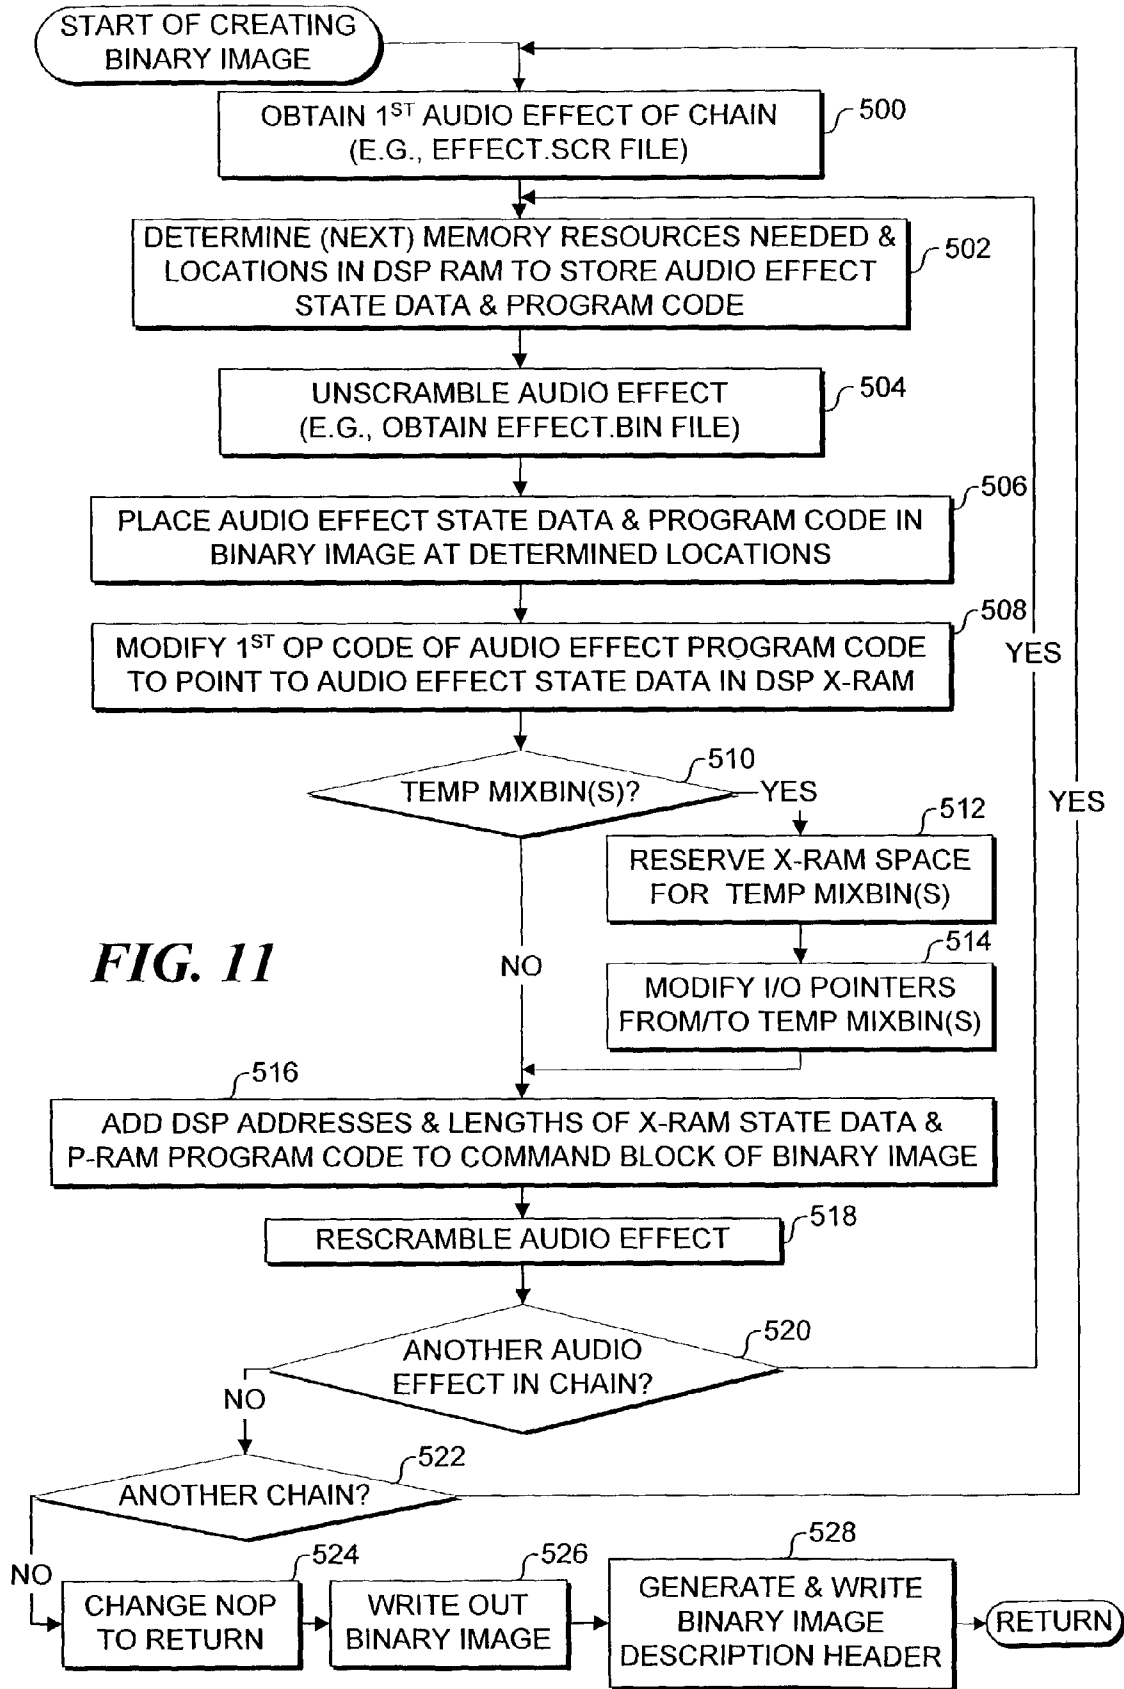 START OF CREATING
BINARY IMAGE
OBTAIN 1ST AUDIO EFFECT OF CHAIN
(E.G., EFFECT.SCR FILE)
500
DETERMINE (NEXT) MEMORY RESOURCES NEEDED &
LOCATIONS IN DSP RAM TO STORE AUDIO EFFECT
STATE DATA & PROGRAM CODE
502
UNSCRAMBLE AUDIO EFFECT
(E.G., OBTAIN EFFECT.BIN FILE)
504
PLACE AUDIO EFFECT STATE DATA & PROGRAM CODE IN
BINARY IMAGE AT DETERMINED LOCATIONS
506
MODIFY 1ST OP CODE OF AUDIO EFFECT PROGRAM CODE
TO POINT TO AUDIO EFFECT STATE DATA IN DSP X-RAM
508
YES
YES
TEMP MIXBIN(S)?
510
YES
RESERVE X-RAM SPACE
FOR TEMP MIXBIN(S)
512
MODIFY I/O POINTERS
FROM/TO TEMP MIXBIN(S)
514
FIG. 11
NO
516
ADD DSP ADDRESSES & LENGTHS OF X-RAM STATE DATA &
P-RAM PROGRAM CODE TO COMMAND BLOCK OF BINARY IMAGE
RESCRAMBLE AUDIO EFFECT
518
ANOTHER AUDIO
EFFECT IN CHAIN?
520
NO
ANOTHER CHAIN?
522
NO
CHANGE NOP
TO RETURN
524
WRITE OUT
BINARY IMAGE
526
GENERATE & WRITE
BINARY IMAGE
DESCRIPTION HEADER
528
RETURN